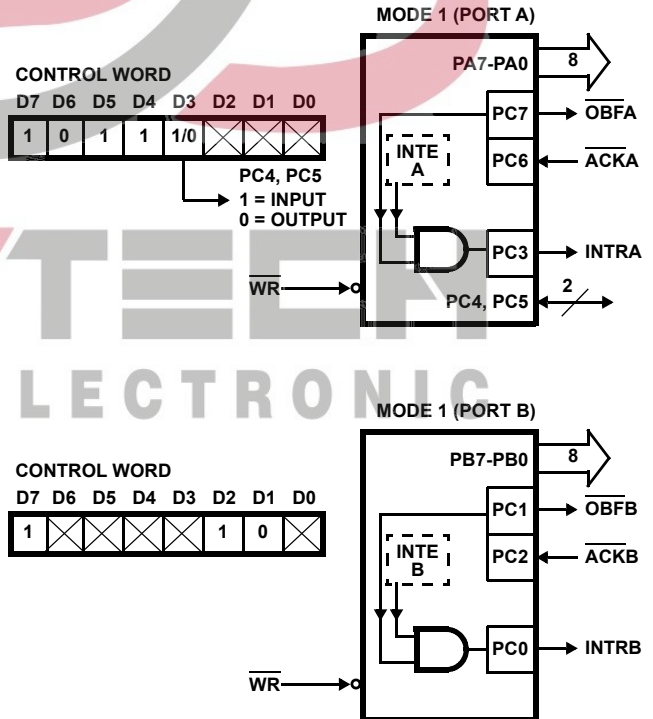 MODE 1 (PORT A)
CONTROL WORD
D7 D6 D5 D4 D3 D2 D1 D0
1 0 1 1 1/0
PC4, PC5
1 = INPUT
0 = OUTPUT
PA7-PA0
8
PC7
OBFA
INTE
A
PC6
ACKA
PC3
INTRA
WR
PC4, PC5
2
TECH
LECTRONIC
MODE 1 (PORT B)
CONTROL WORD
D7 D6 D5 D4 D3 D2 D1 D0
1 1 0
PB7-PB0
8
PC1
OBFB
INTE
B
PC2
ACKB
PC0
INTRB
WR